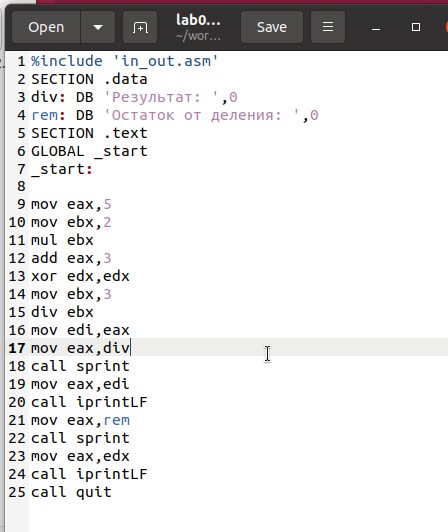 Open
lab0...
~/wor...
Save
1 %include 'in_out.asm'
2 SECTION .data
3 div: DB 'Результат: ',0
4 rem: DB 'Остаток от деления: ',0
5 SECTION .text
6 GLOBAL _start
7 _start:
8
9 mov eax,5
10 mov ebx,2
11 mul ebx
12 add eax,3
13 xor edx,edx
14 mov ebx,3
15 div ebx
16 mov edi,eax
17 mov eax,div
18 call sprint
19 mov eax,edi
20 call iprintLF
21 mov eax,rem
22 call sprint
23 mov eax,edx
24 call iprintLF
25 call quit